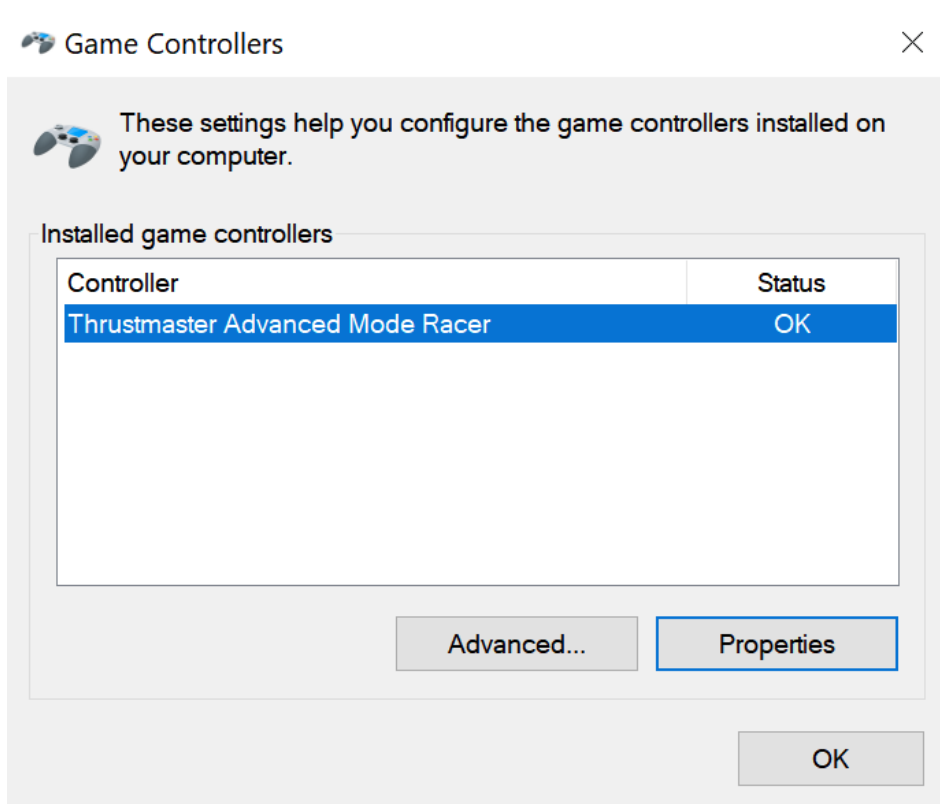 Game Controllers
These settings help you configure the game controllers installed on
your computer.
Installed game controllers
Controller Status
Thrustmaster Advanced Mode Racer OK
Advanced... Properties
OK